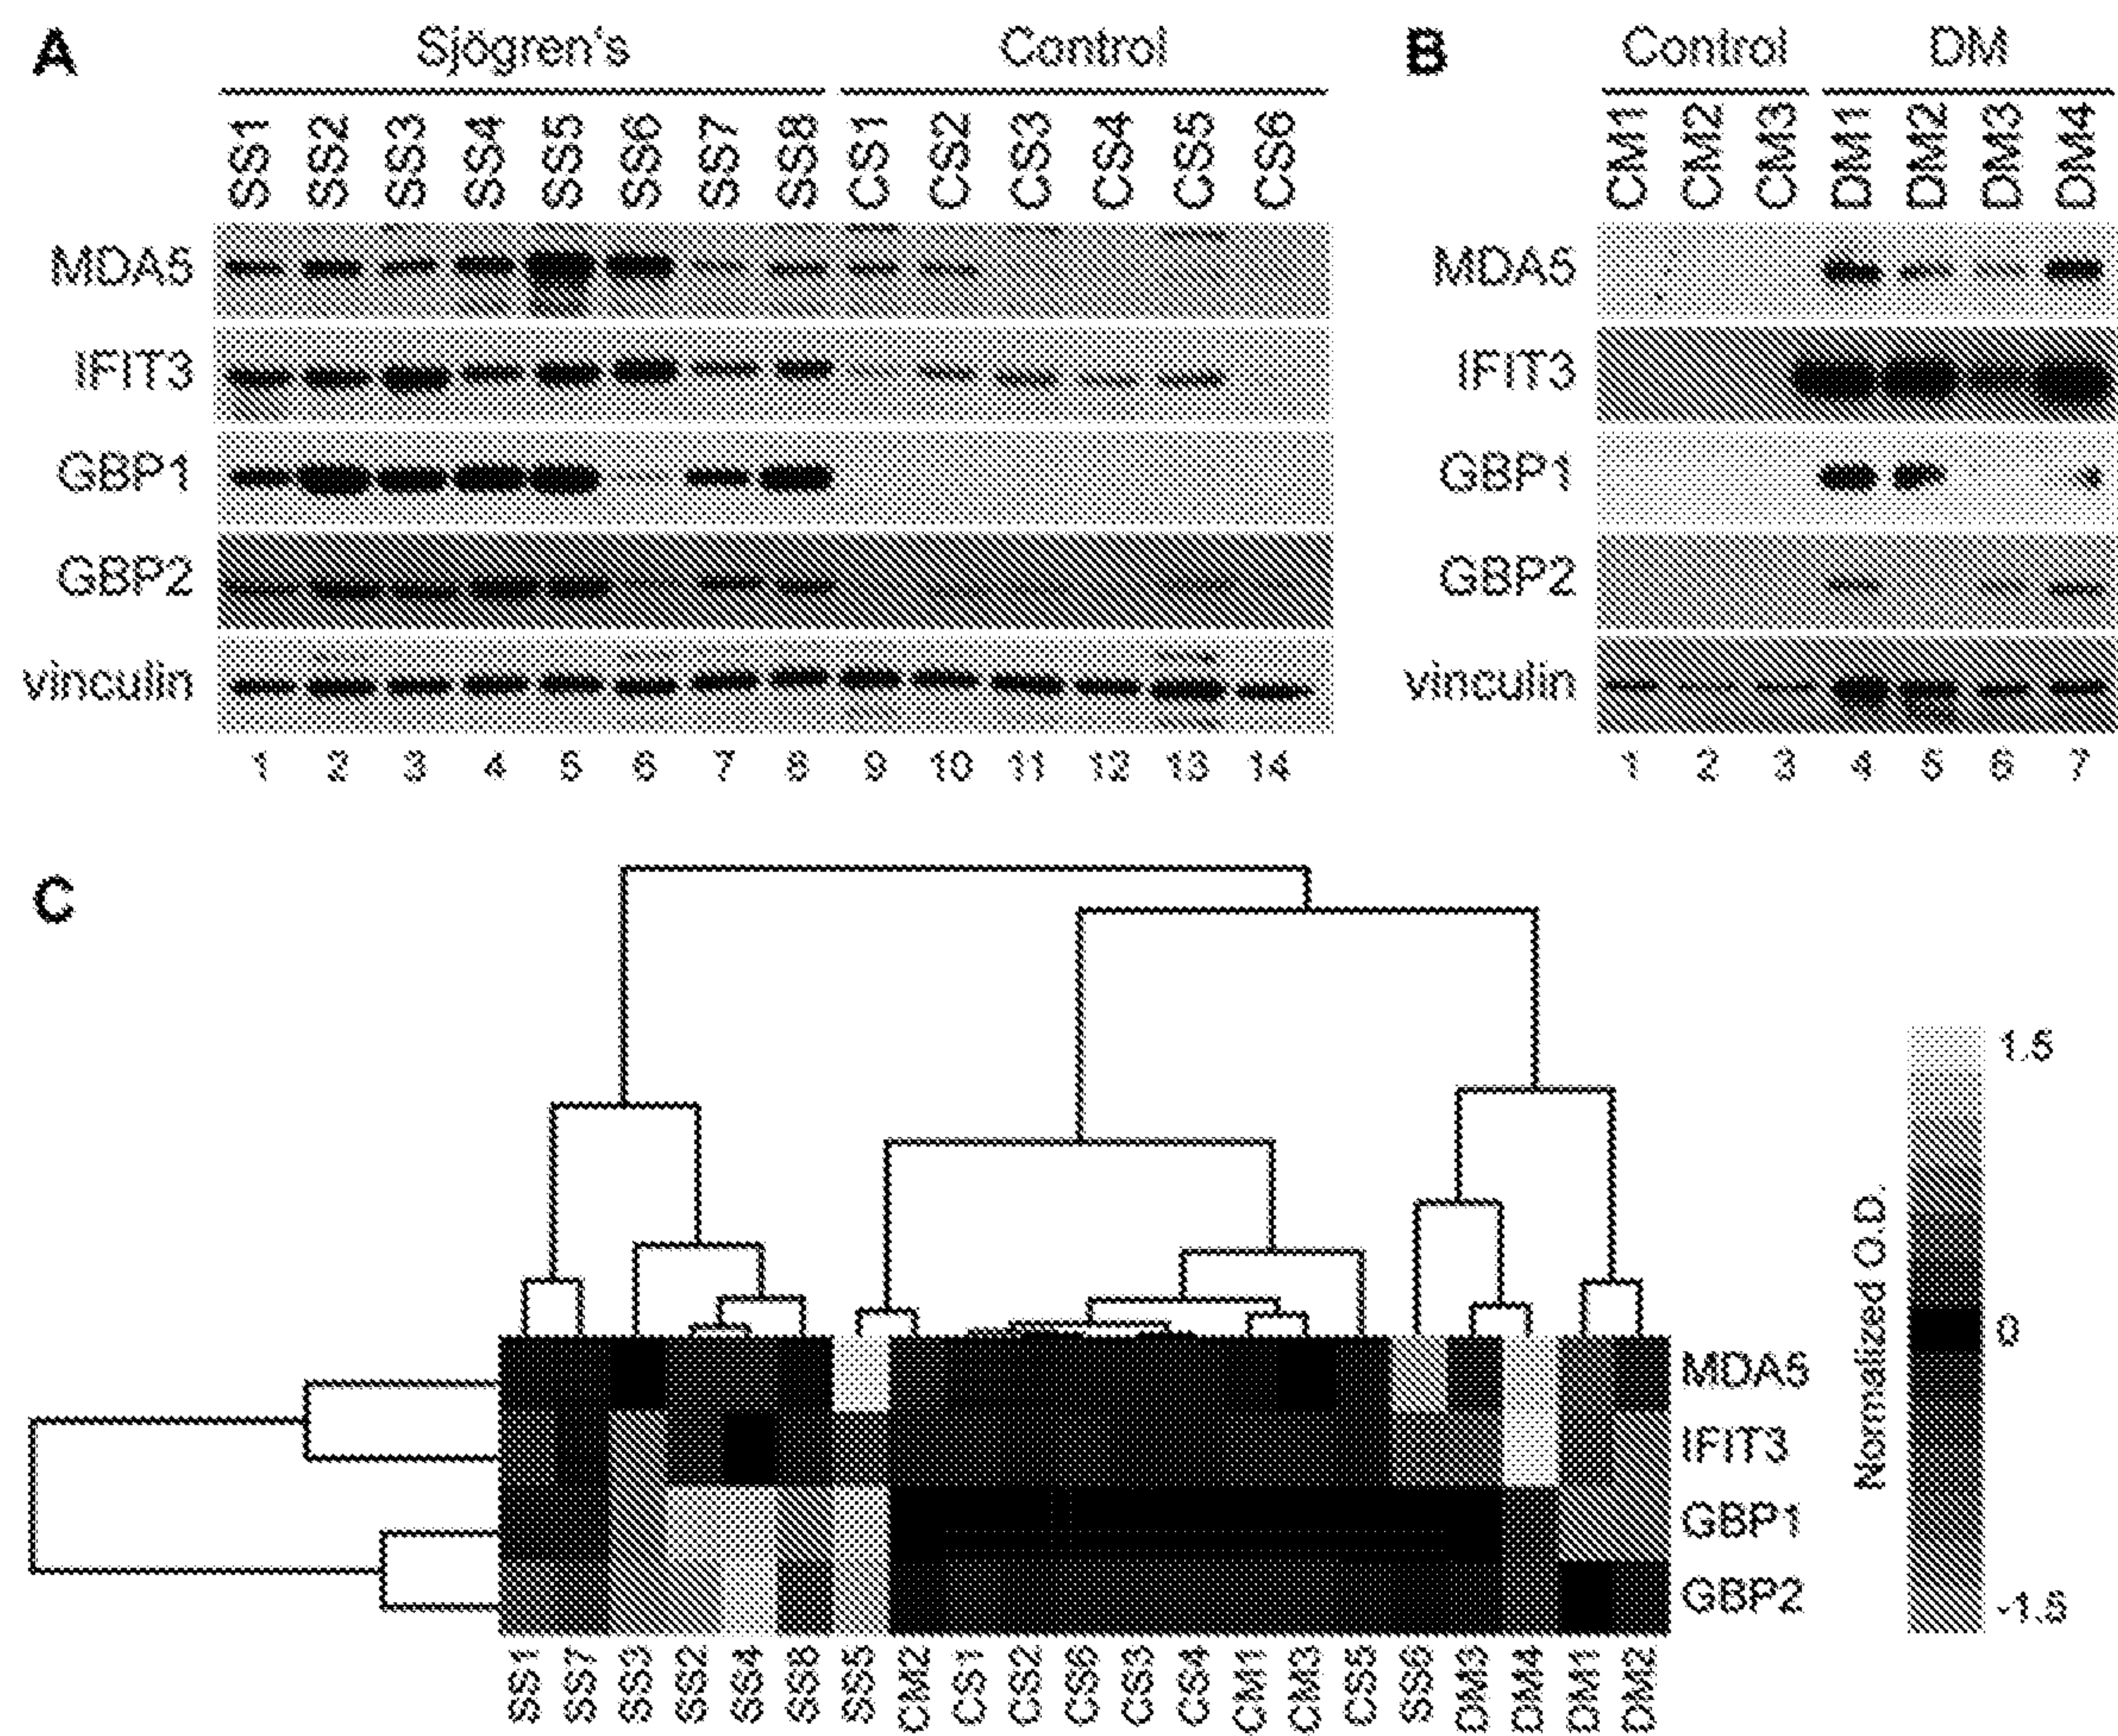 A Sjögren's Control B Control DM
SS1 SS2 SS3 SS4 SS5 SS6 SS7 SS8 CS1 CS2 CS3 CS4 CS5 CS6 CM1 CM2 CM3 DM1 DM2 DM3 DM4
MDA5 MDA5
IFIT3 IFIT3
GBP1 GBP1
GBP2 GBP2
vinculin vinculin
1 2 3 4 5 6 7 8 9 10 11 12 13 14 1 2 3 4 5 6 7
C
1.5
0
-1.5
Normalized O.D.
MDA5
IFIT3
GBP1
GBP2
SS1 SS7 SS3 SS2 SS4 SS8 SS5 CM2 CS1 CS2 CS6 CS3 CS4 CM1 CM3 CS5 SS6 DM3 DM4 DM1 DM2